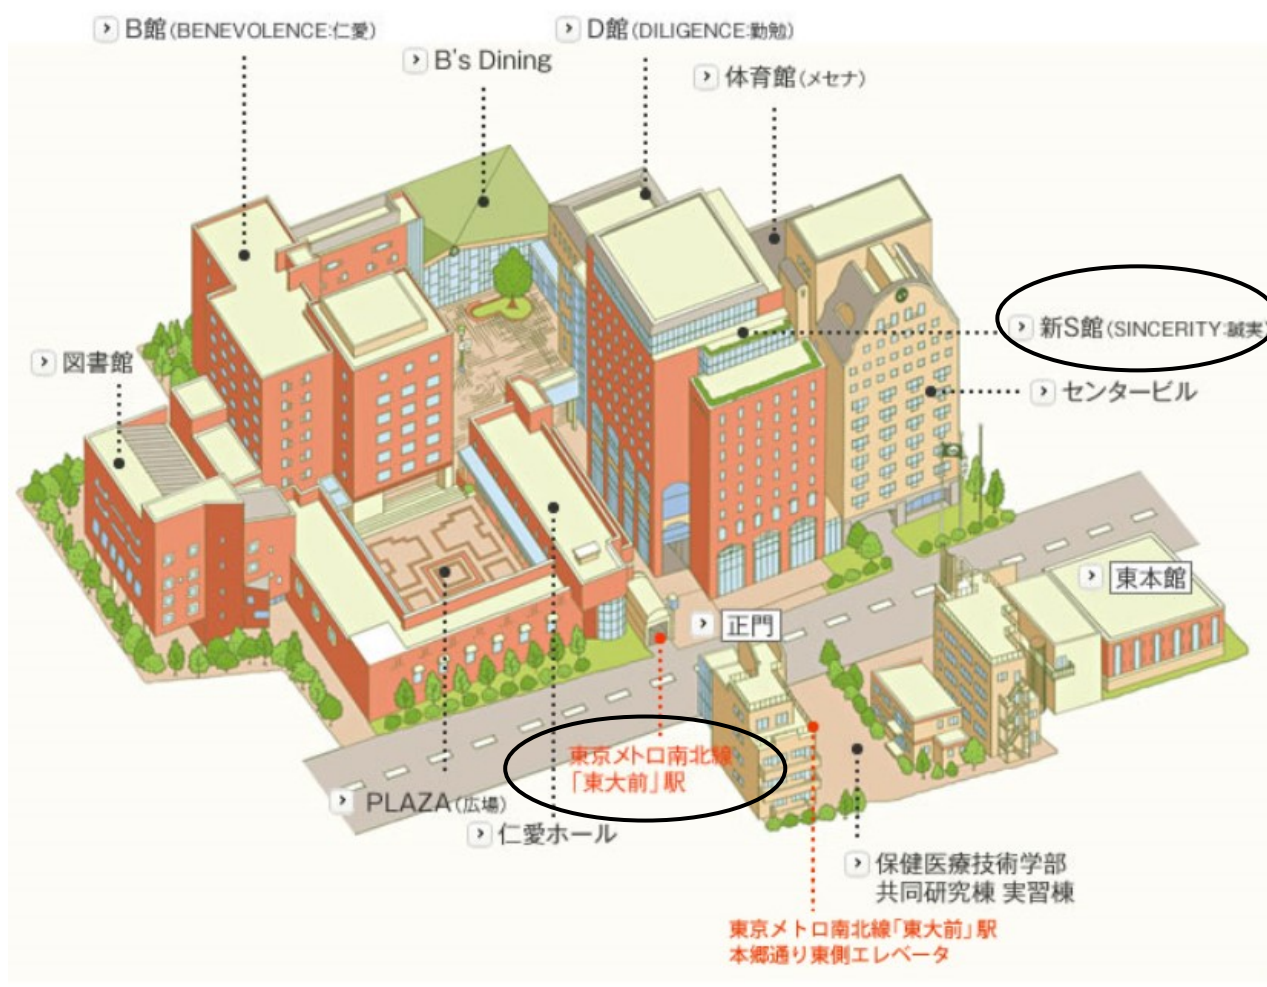 B館(BENEVOLENCE:仁愛)
D館(DILIGENCE:勤勉)
B's Dining
体育館(メセナ)
新S館(SINCERITY:誠実)
図書館
センタービル
東本館
正門
東京メトロ南北線
「東大前」駅
PLAZA(広場)
仁愛ホール
保健医療技術学部
共同研究棟 実習棟
東京メトロ南北線「東大前」駅
本郷通り東側エレベータ